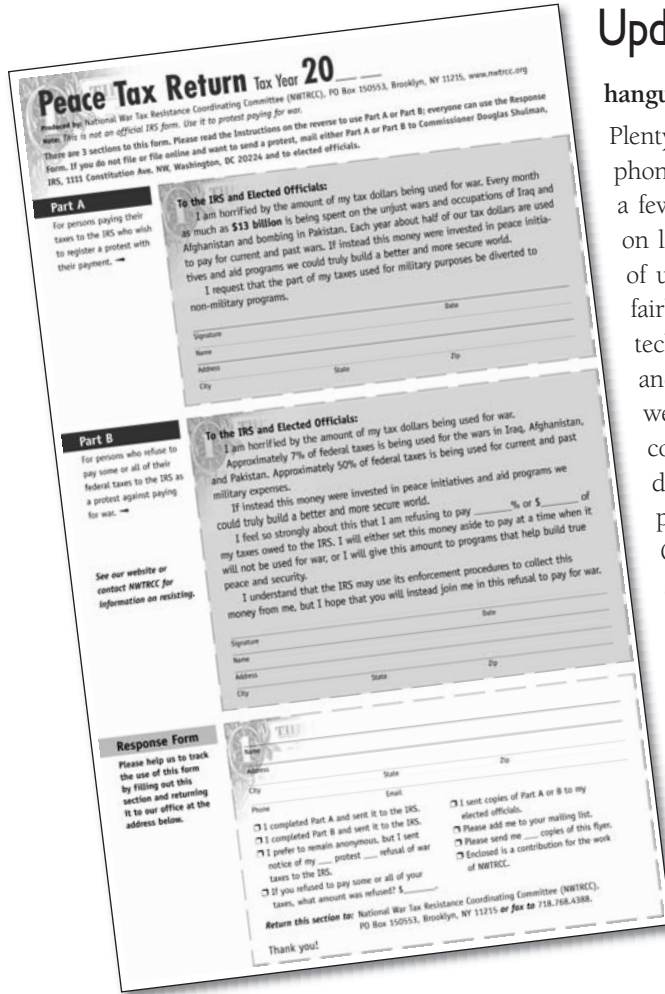 Peace Tax Return Tax Year 20__ __
Produced by: National War Tax Resistance Coordinating Committee (NWTRCC), PO Box 150553, Brooklyn, NY 11215, www.nwtrcc.org
Note: This is not an official IRS form. Use it to protest paying for war.
There are 3 sections to this form. Please read the Instructions on the reverse to use Part A or Part B; everyone can use the Response
Form. If you do not file or file online and want to send a protest, mail either Part A or Part B to Commissioner Douglas Shulman,
IRS, 1111 Constitution Ave. NW, Washington, DC 20224 and to elected officials.
Part A
For persons paying their
taxes to the IRS who wish
to register a protest with
their payment. →
To the IRS and Elected Officials:
I am horrified by the amount of my tax dollars being used for war. Every month
as much as $13 billion is being spent on the unjust wars and occupations of Iraq and
Afghanistan and bombing in Pakistan. Each year about half of our tax dollars are used
to pay for current and past wars. If instead this money were invested in peace initia-
tives and aid programs we could truly build a better and more secure world.
I request that the part of my taxes used for military purposes be diverted to
non-military programs.
Signature Date
Name
Address
City State Zip
Part B
For persons who refuse to
pay some or all of their
federal taxes to the IRS as
a protest against paying
for war. →
See our website or
contact NWTRCC for
information on resisting.
To the IRS and Elected Officials:
I am horrified by the amount of my tax dollars being used for war.
Approximately 7% of federal taxes is being used for the wars in Iraq, Afghanistan,
and Pakistan. Approximately 50% of federal taxes is being used for current and past
military expenses.
If instead this money were invested in peace initiatives and aid programs we
could truly build a better and more secure world.
I feel so strongly about this that I am refusing to pay ______% or $______ of
my taxes owed to the IRS. I will either set this money aside to pay at a time when it
will not be used for war, or I will give this amount to programs that help build true
peace and security.
I understand that the IRS may use its enforcement procedures to collect this
money from me, but I hope that you will instead join me in this refusal to pay for war.
Signature Date
Name
Address
City State Zip
Response Form
Please help us to track
the use of this form
by filling out this
section and returning
it to our office at the
address below.
Name
Address
City State Zip
Phone Email
❒ I completed Part A and sent it to the IRS.
❒ I completed Part B and sent it to the IRS.
❒ I prefer to remain anonymous, but I sent
notice of my ___ protest ___ refusal of war
taxes to the IRS.
❒ If you refused to pay some or all of your
taxes, what amount was refused? $______.
❒ I sent copies of Part A or B to my
elected officials.
❒ Please add me to your mailing list.
❒ Please send me ___ copies of this flyer.
❒ Enclosed is a contribution for the work
of NWTRCC.
Return this section to: National War Tax Resistance Coordinating Committee (NWTRCC),
PO Box 150553, Brooklyn, NY 11215 or fax to 718.768.4388.
Thank you!
Upd
hangu
Plenty
phon
a few
on l
of u
fair
tec
an
we
co
d
p